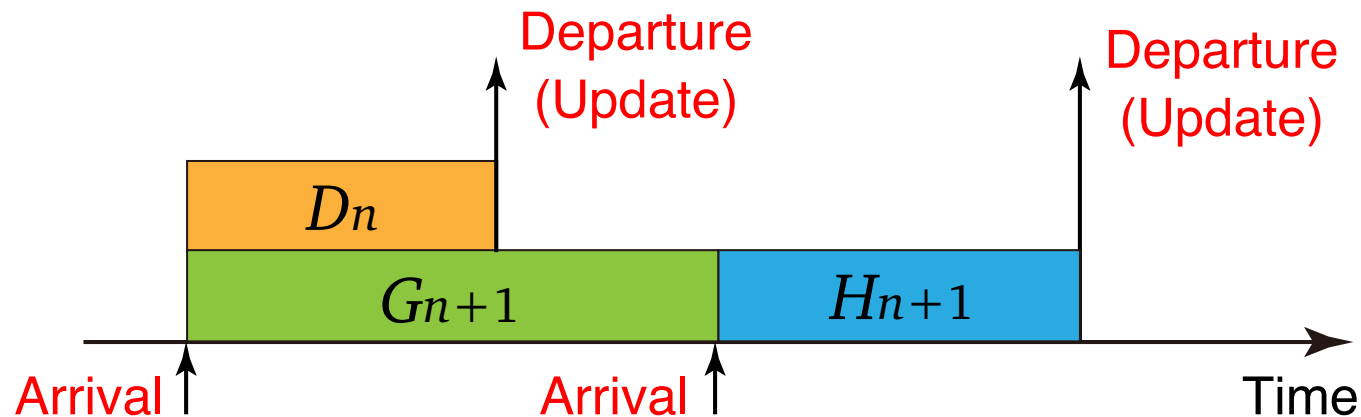 Departure
(Update)
Departure
(Update)
Dn
Gn+1
Hn+1
Arrival
Arrival
Time